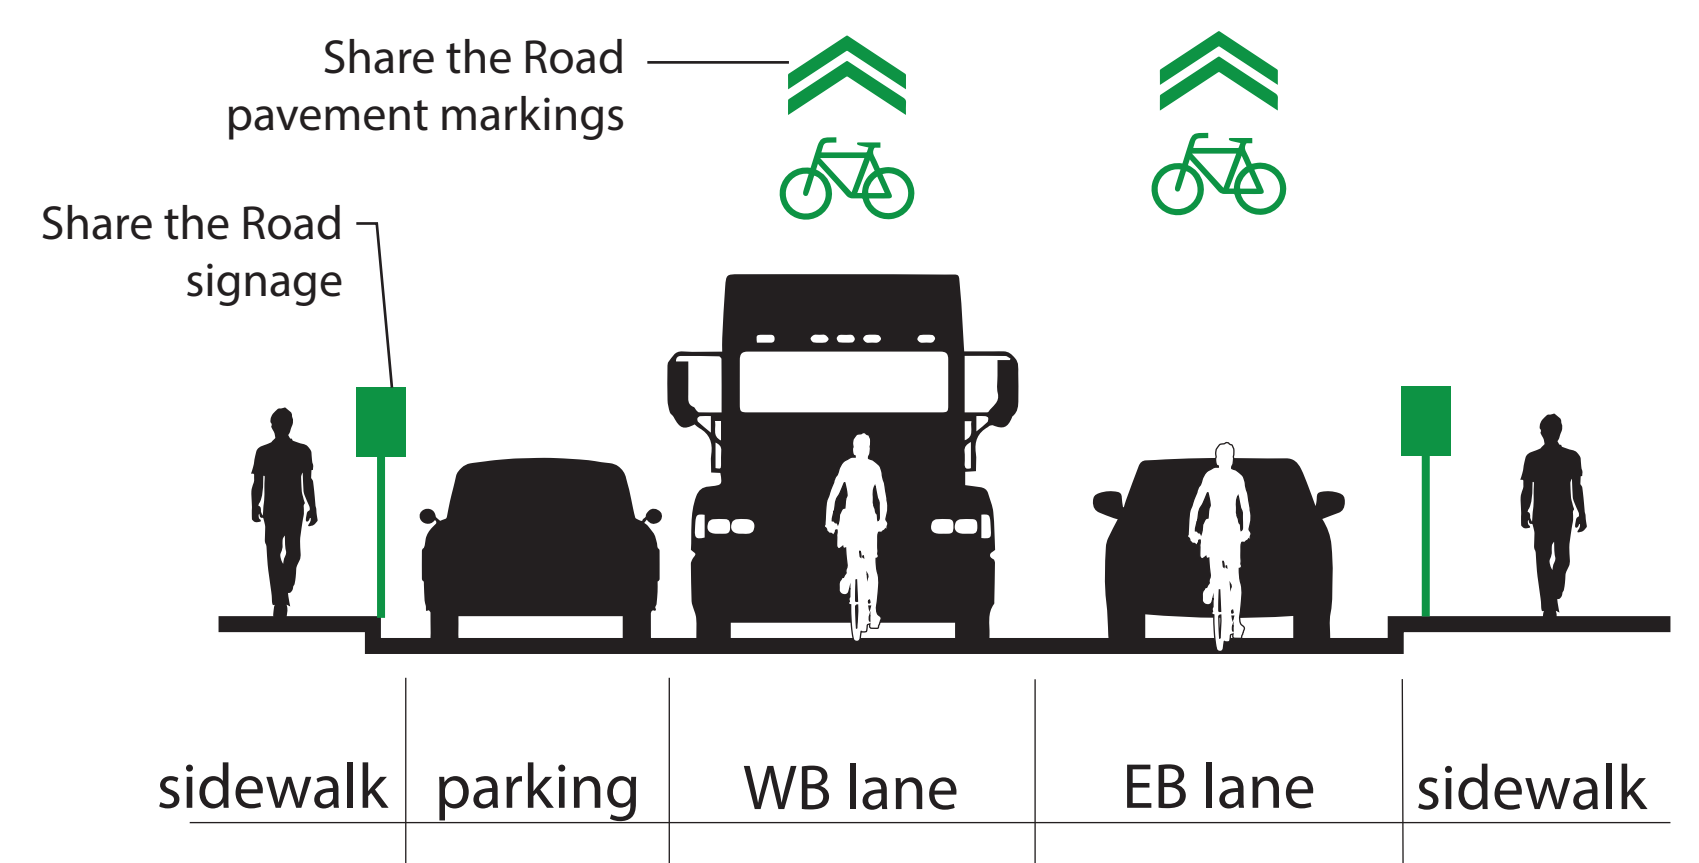 Share the Road
pavement markings
Share the Road
signage
sidewalk
parking
WB lane
EB lane
sidewalk